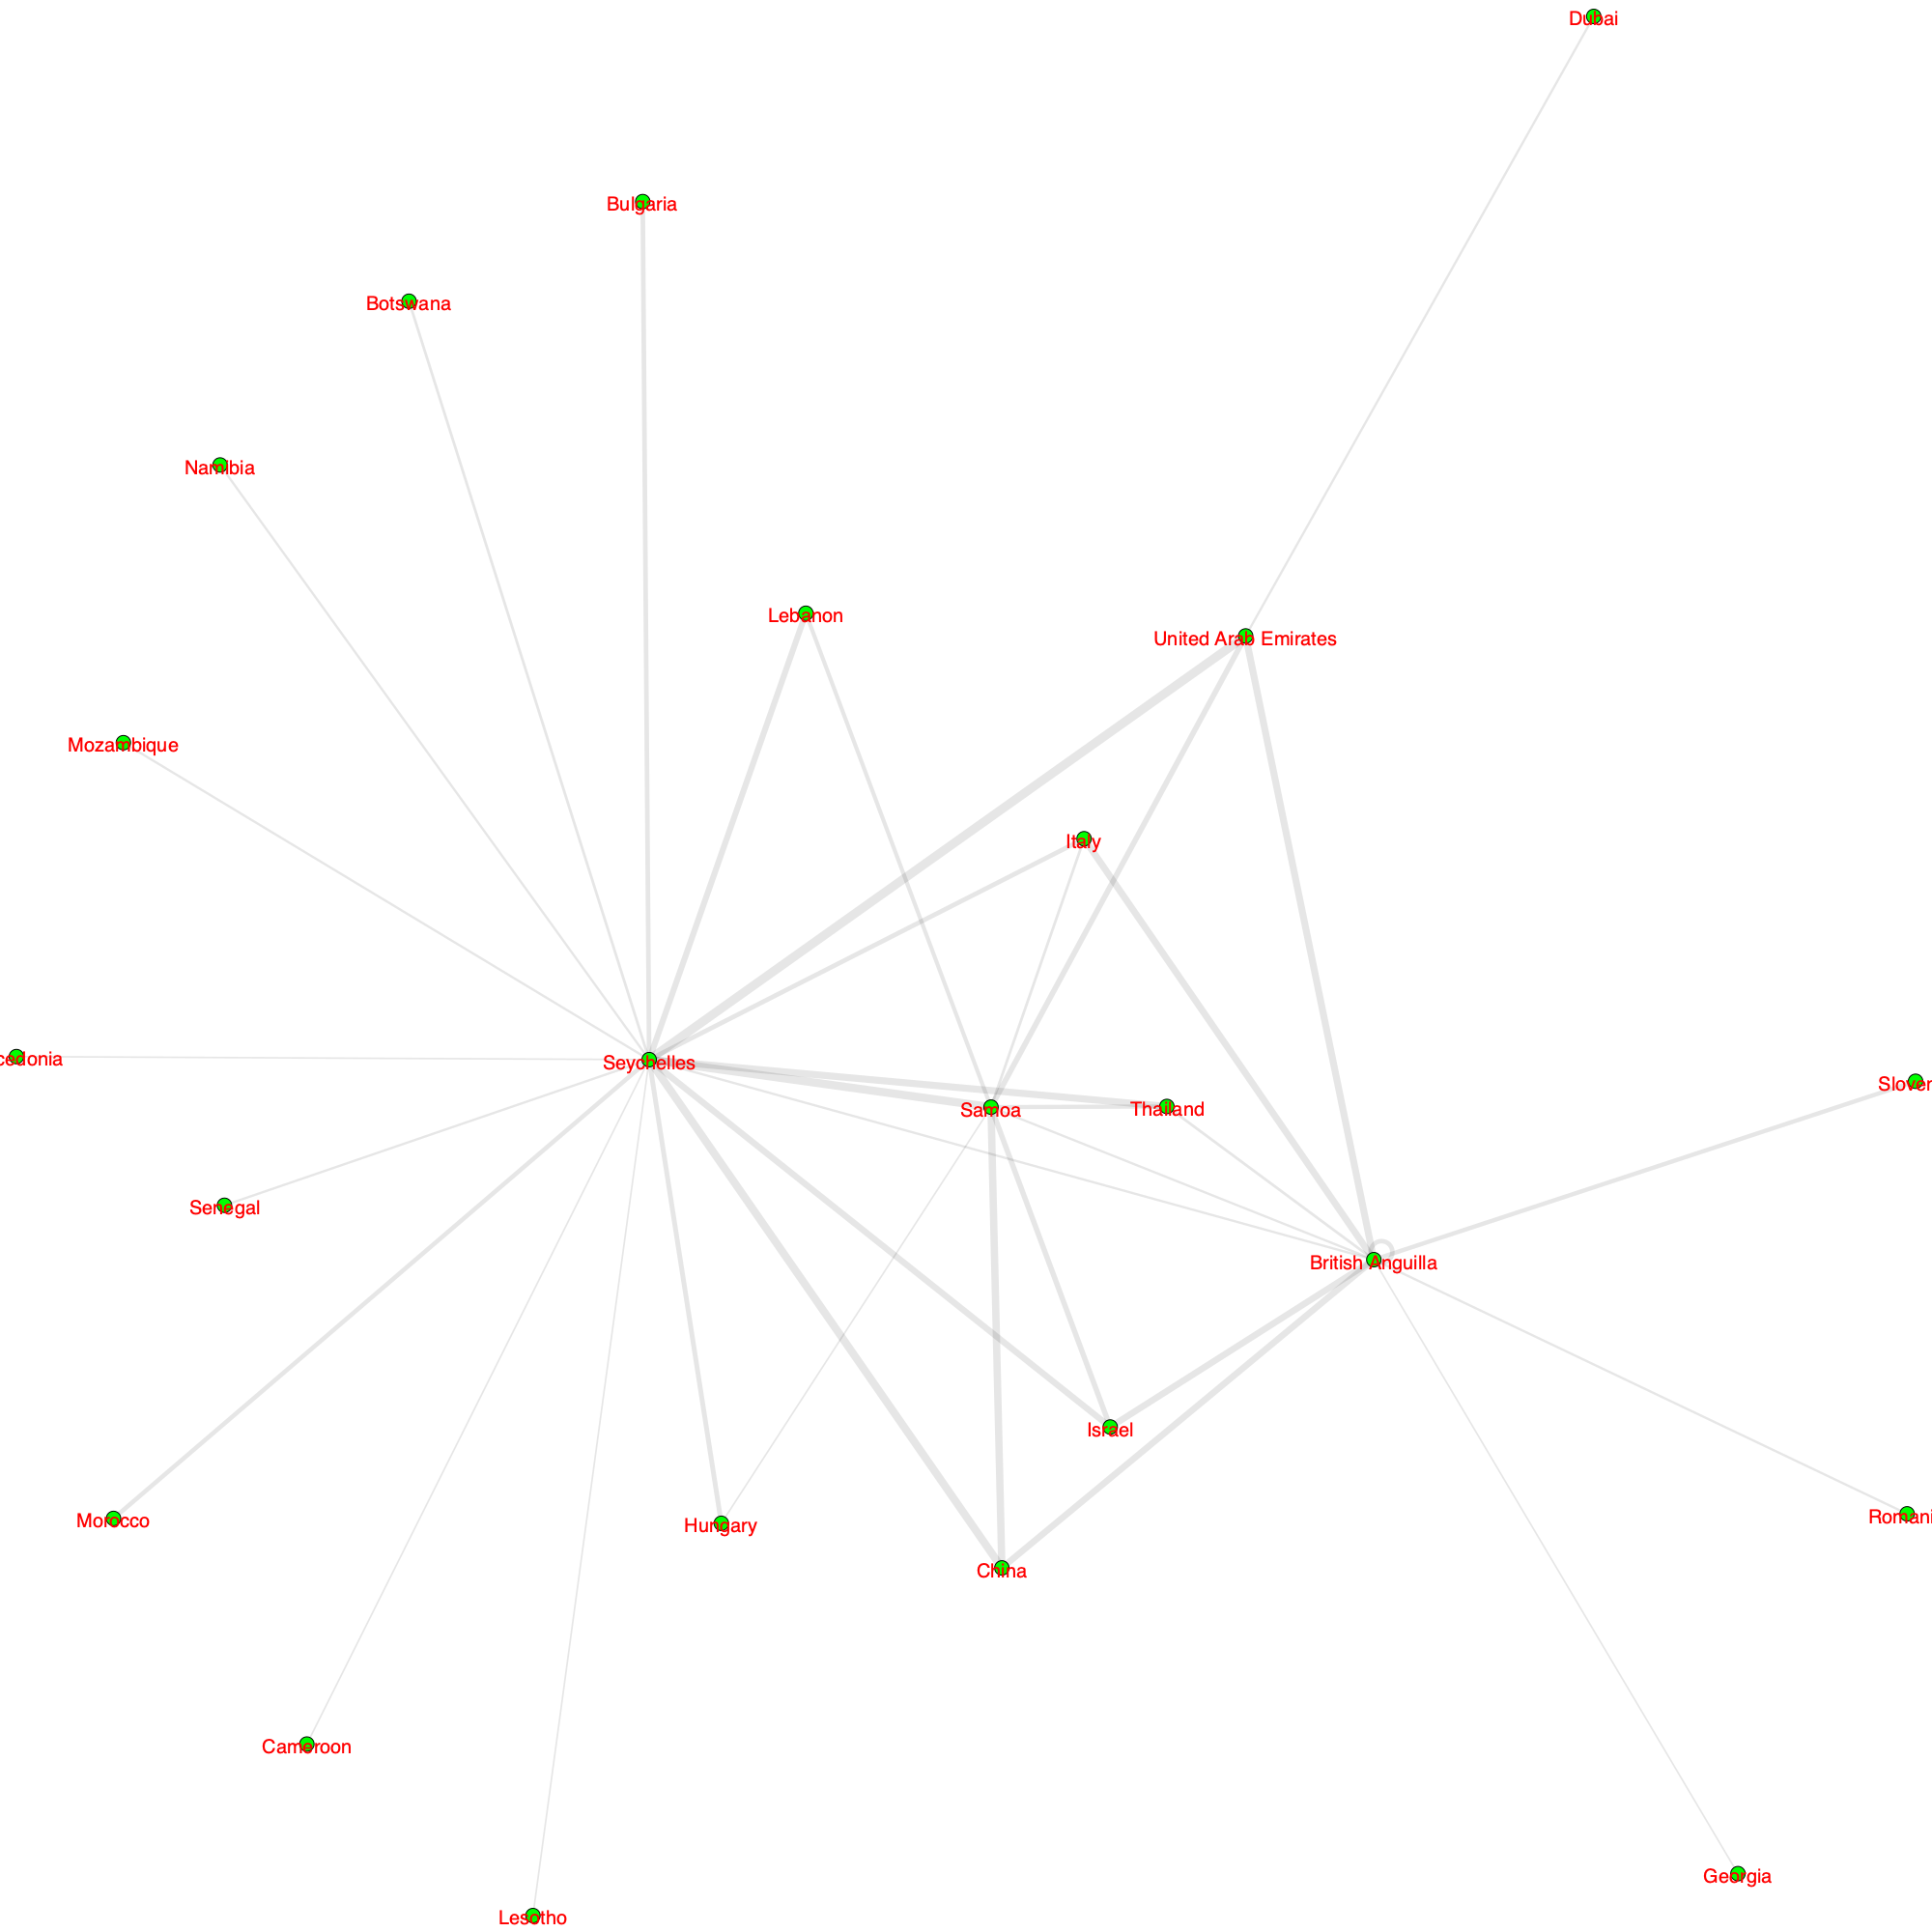 Dubai
Bulgaria
Botswana
Namibia
Lebanon
United Arab Emirates
Mozambique
Italy
cedonia
Seychelles
Slover
Samoa
Thailand
Senegal
British Anguilla
Israel
Morocco
Hungary
Romani
China
Cameroon
Georgia
Lesotho